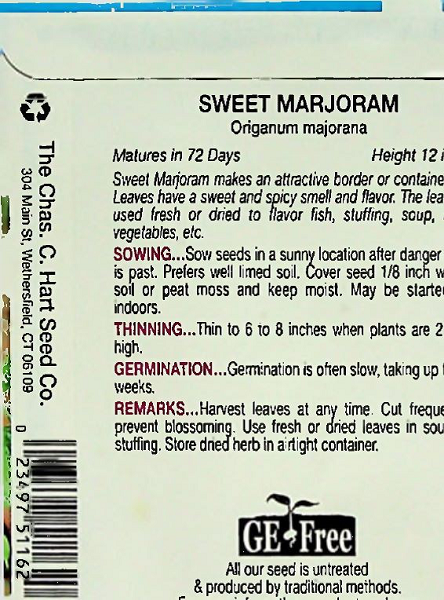 SWEET MARJORAM
Origanum majorana
Matures in 72 Days Height 12
Sweet Marjoram makes an attractive border or containe
Leaves have a sweet and spicy smell and flavor. The lea
used fresh or dried to flavor fish, stuffing, soup,
vegetables, etc.
SOWING...Sow seeds in a sunny location after danger
is past. Prefers well limed soil. Cover seed 1/8 inch w
soil or peat moss and keep moist. May be starte
indoors.
THINNING...Thin to 6 to 8 inches when plants are 2
high.
GERMINATION...Germination is often slow, taking up
weeks.
REMARKS...Harvest leaves at any time. Cut freque
prevent blossoming. Use fresh or dried leaves in sou
stuffing. Store dried herb in airtight container.
GE Free
All our seed is untreated
& produced by traditional methods.
The Chas. C. Hart Seed Co.
304 Main St. Wethersfield, CT 06109
0 23497 51162